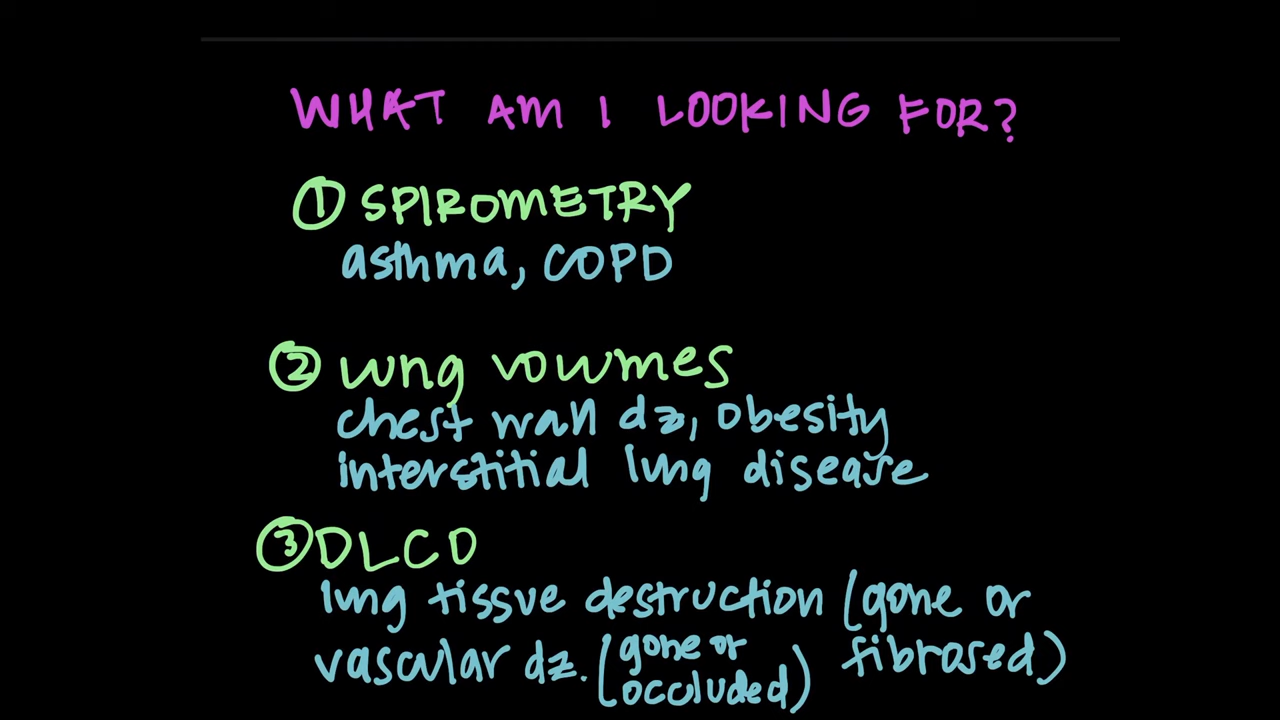 WHAT AM I LOOKING FOR?
① SPIROMETRY
asthma, COPD
② lung volumes
chest wall dz, obesity
interstitial lung disease
③ DLCO
lung tissue destruction (gone or
fibrosed)
vascular dz. (gone or
occluded)